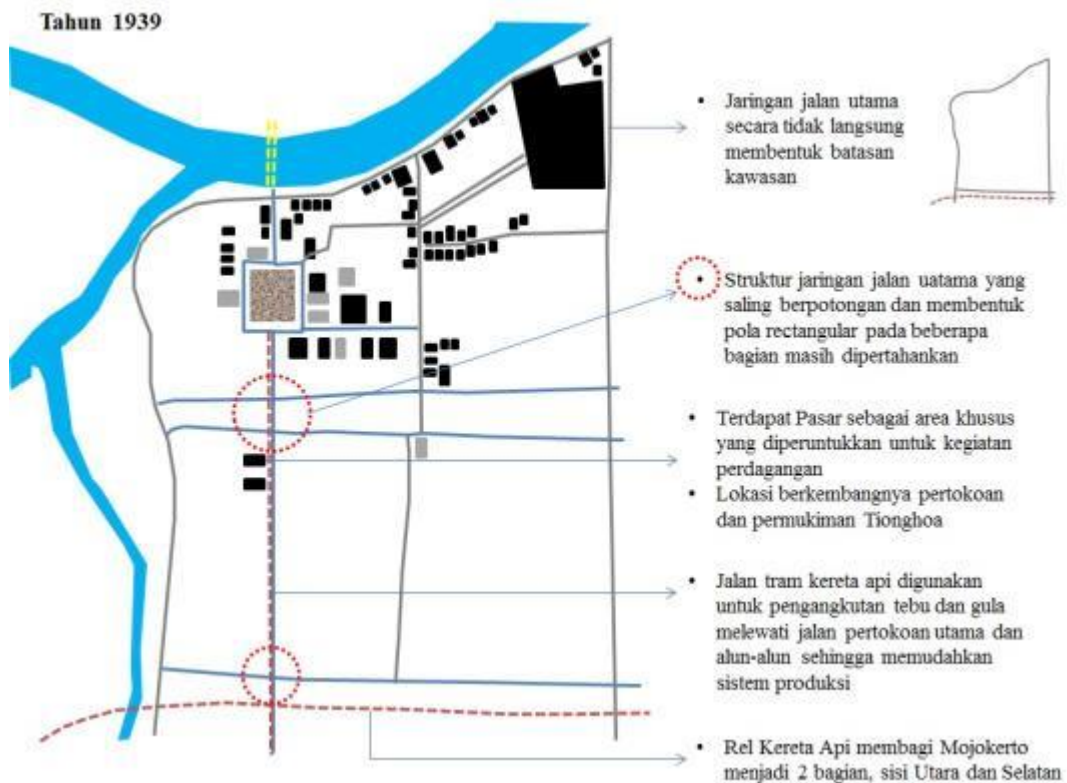 Tahun 1939
• Jaringan jalan utama
secara tidak langsung
membentuk batasan
kawasan
• Struktur jaringan jalan uatama yang
saling berpotongan dan membentuk
pola rectangular pada beberapa
bagian masih dipertahankan
• Terdapat Pasar sebagai area khusus
yang diperuntukkan untuk kegiatan
perdagangan
• Lokasi berkembangnya pertokoan
dan permukiman Tionghoa
• Jalan tram kereta api digunakan
untuk pengangkutan tebu dan gula
melewati jalan pertokoan utama dan
alun-alun sehingga memudahkan
sistem produksi
• Rel Kereta Api membagi Mojokerto
menjadi 2 bagian, sisi Utara dan Selatan